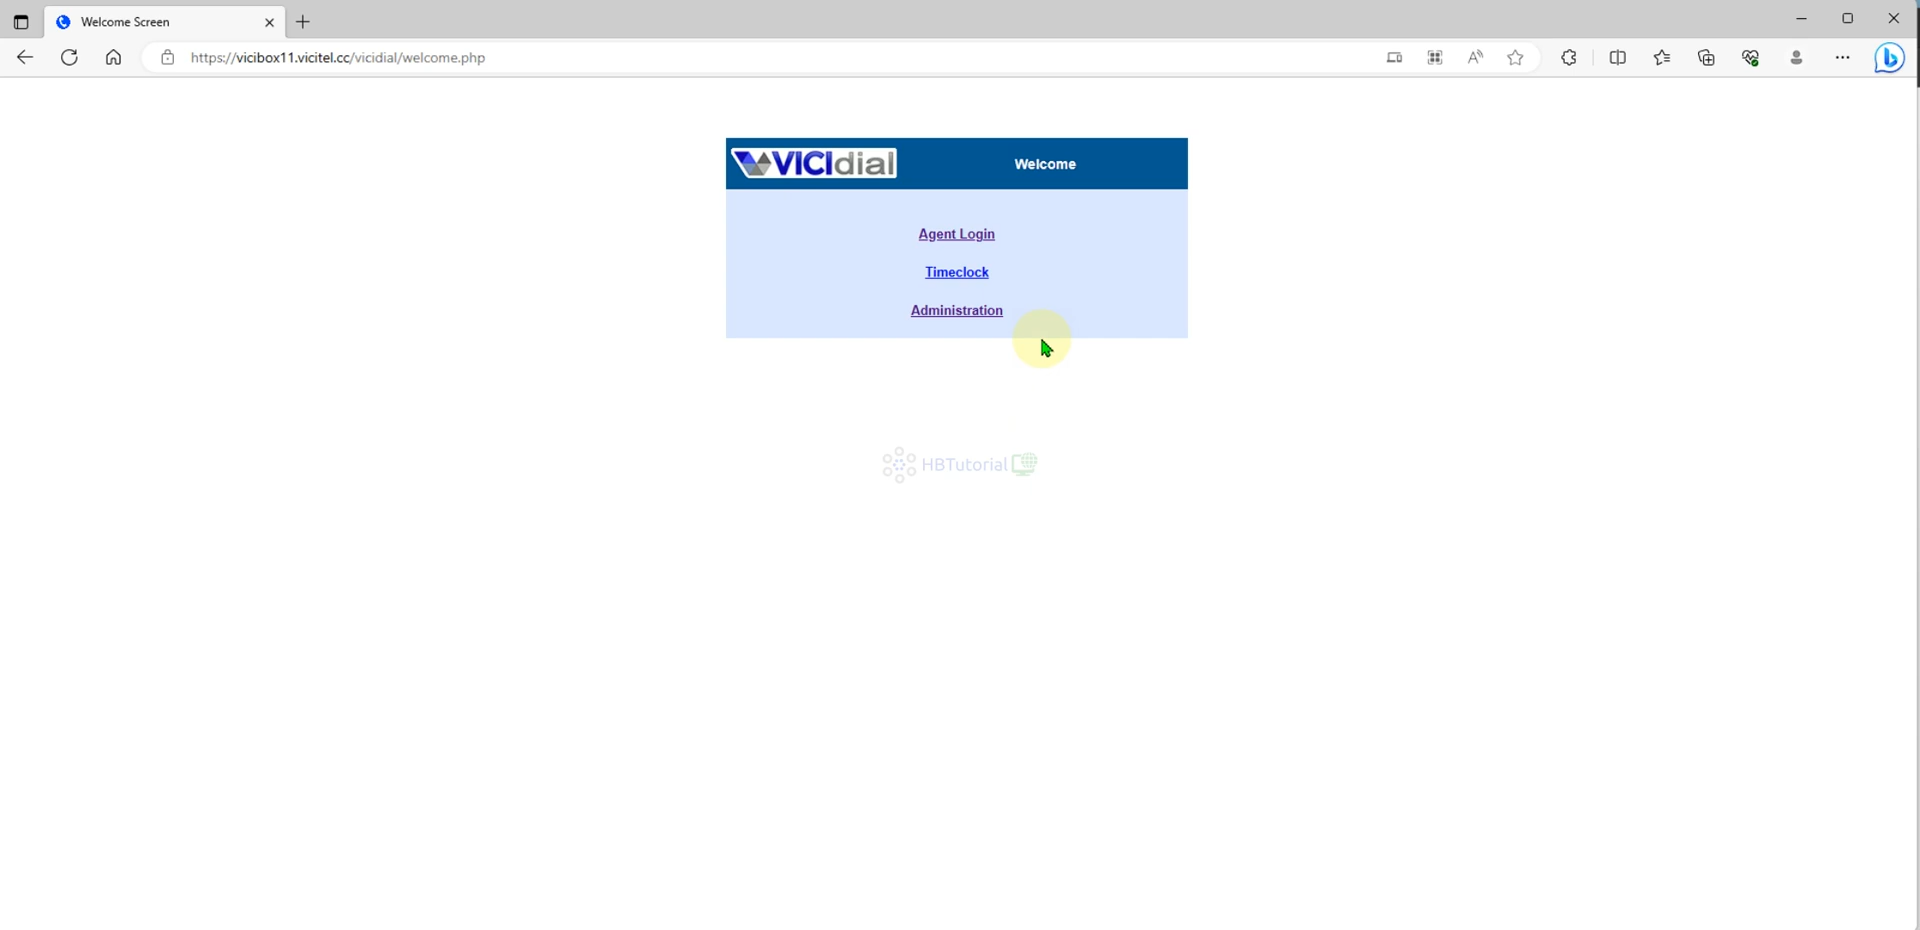 Welcome Screen
https://vicibox11.vicitel.cc/vicidial/welcome.php
VICIdial
Welcome
Agent Login
Timeclock
Administration
HBTutorial